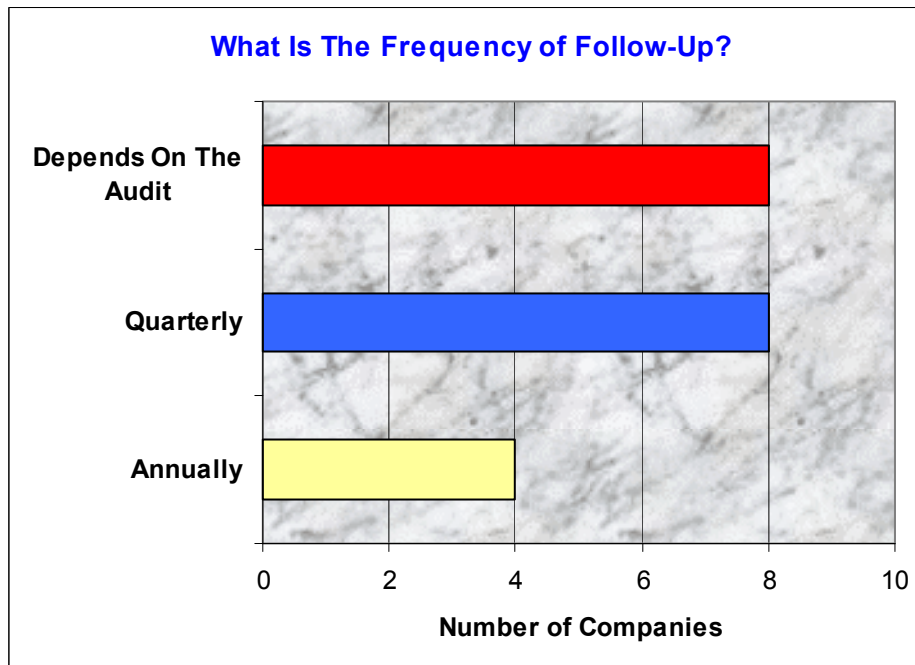 What Is The Frequency of Follow-Up?
Depends On The
Audit
Quarterly
Annually
0 2 4 6 8 10
Number of Companies